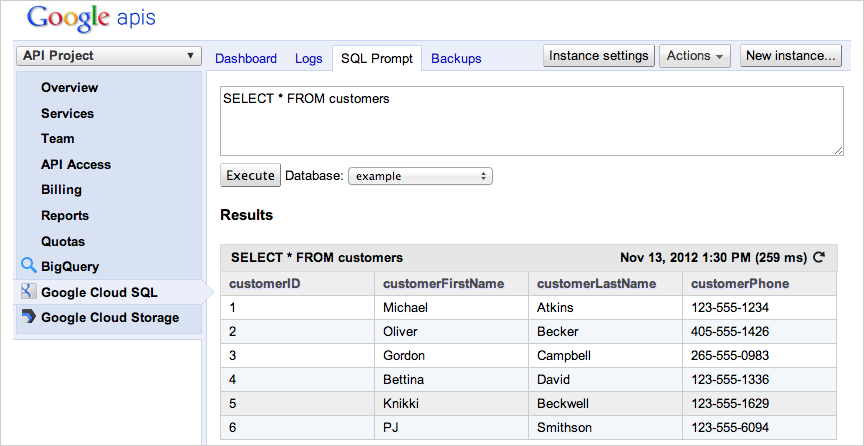 Google apis
API Project
Dashboard Logs SQL Prompt Backups Instance settings Actions New instance...
Overview
Services
Team
API Access
Billing
Reports
Quotas
BigQuery
Google Cloud SQL
Google Cloud Storage
SELECT * FROM customers
Execute Database: example
Results
SELECT * FROM customers Nov 13, 2012 1:30 PM (259 ms)
customerID customerFirstName customerLastName customerPhone
1 Michael Atkins 123-555-1234
2 Oliver Becker 405-555-1426
3 Gordon Campbell 265-555-0983
4 Bettina David 123-555-1336
5 Knikki Beckwell 123-555-1629
6 PJ Smithson 123-555-6094